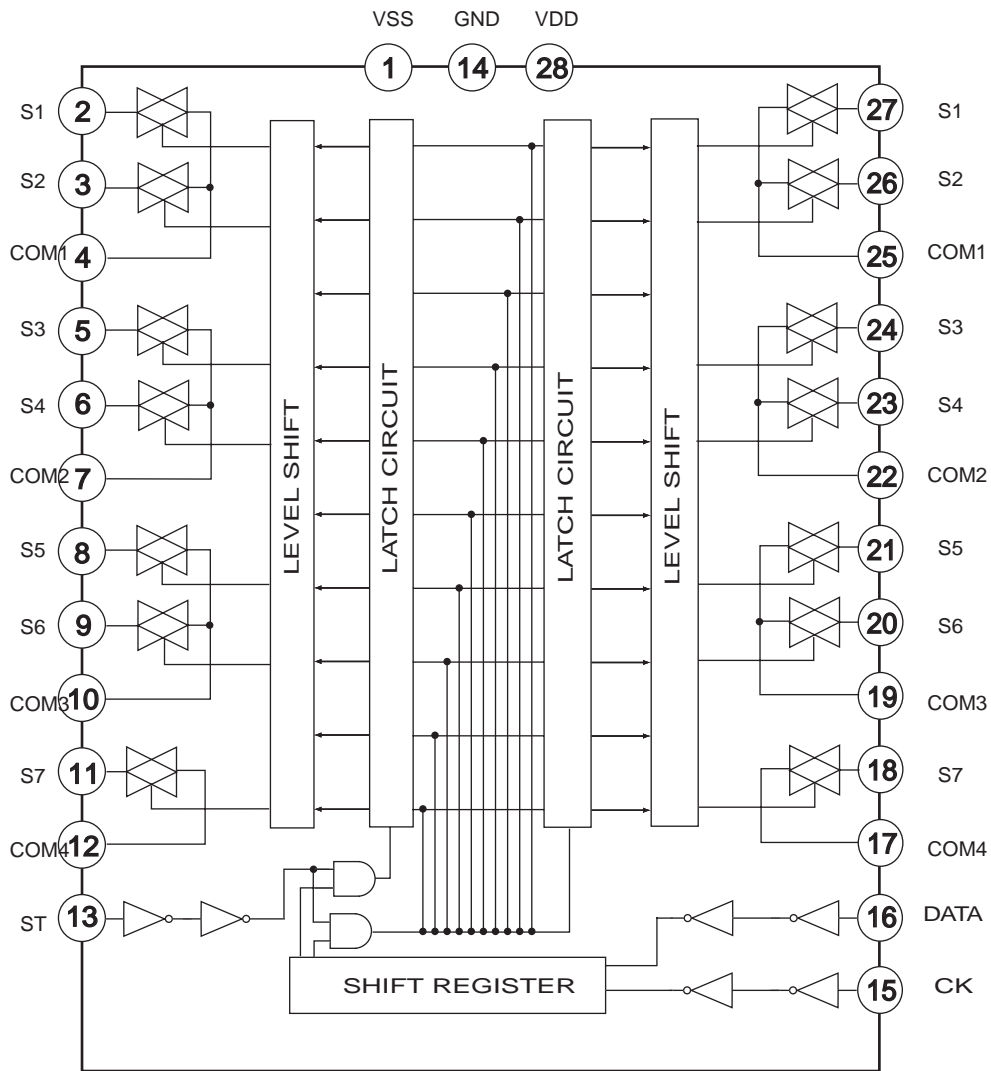 VSS GND VDD
1 14 28
S1 2 27 S1
S2 3 26 S2
COM1 4 25 COM1
S3 5 24 S3
S4 6 23 S4
COM2 7 22 COM2
S5 8 21 S5
S6 9 20 S6
COM3 10 19 COM3
S7 11 18 S7
COM4 12 17 COM4
ST 13 16 DATA
15 CK
LEVEL SHIFT
LATCH CIRCUIT
LATCH CIRCUIT
LEVEL SHIFT
SHIFT REGISTER